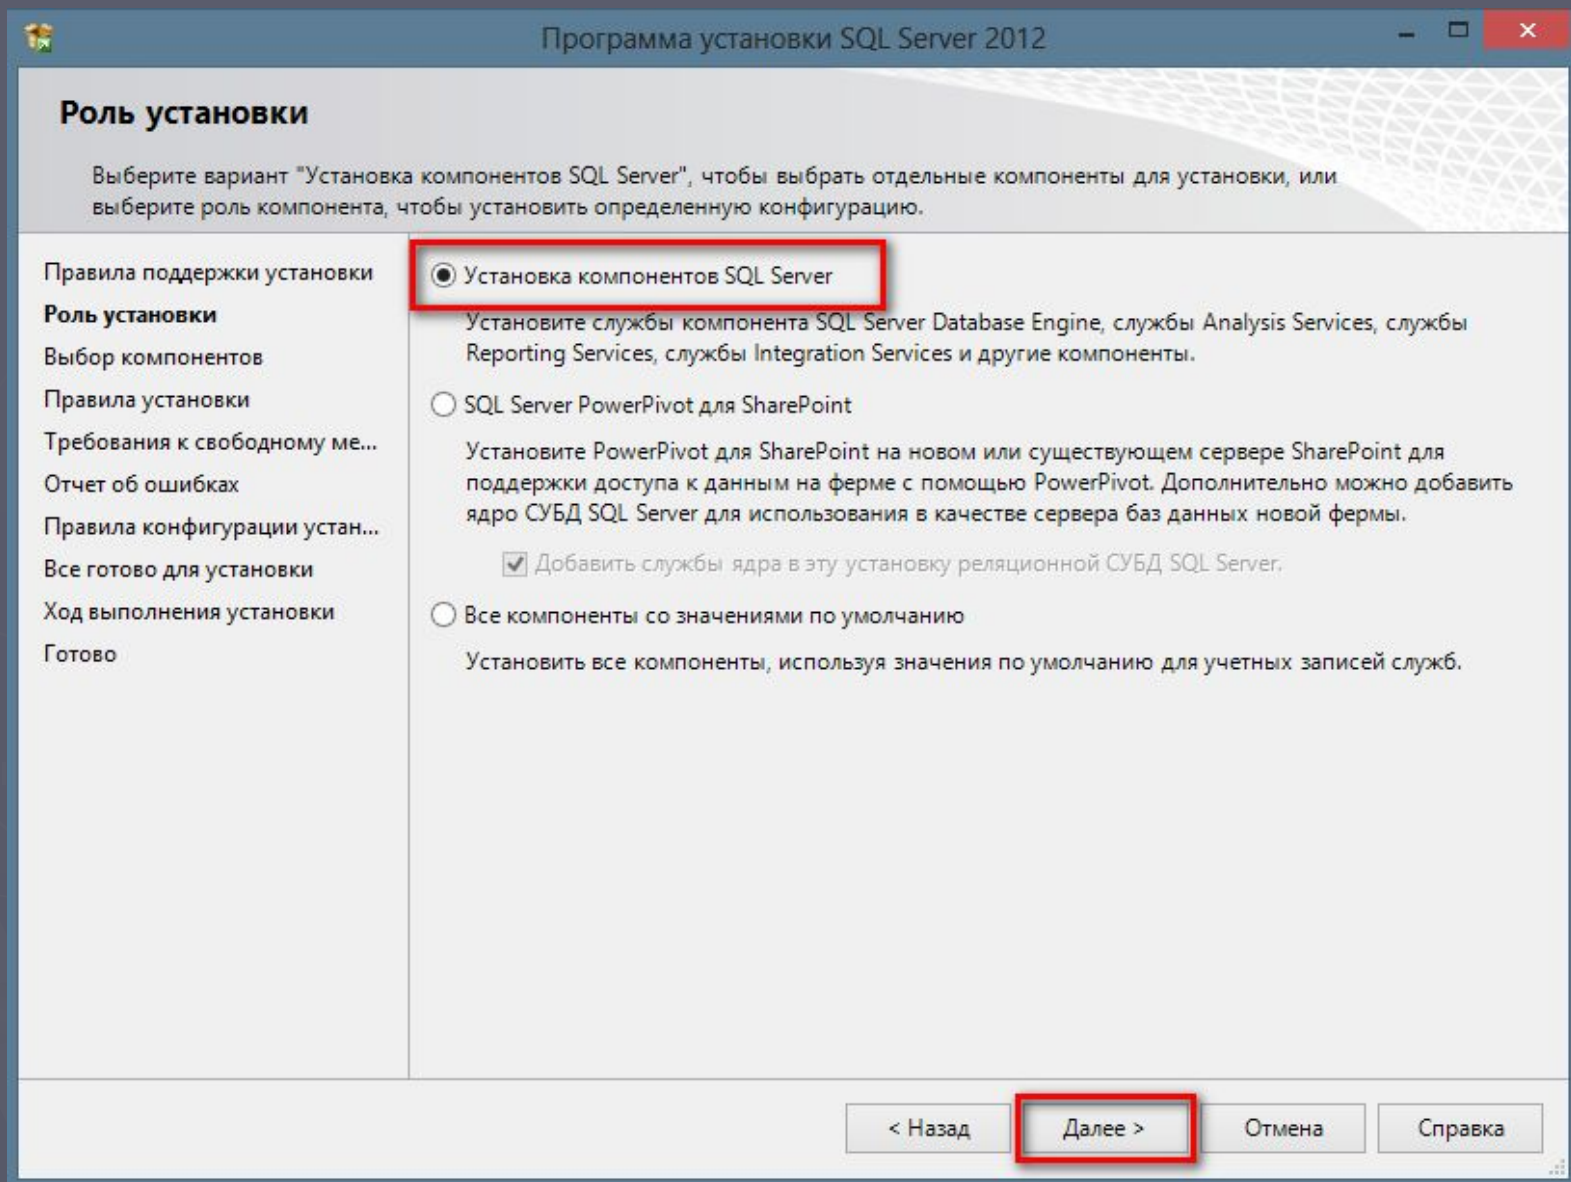 Программа установки SQL Server 2012
Роль установки
Выберите вариант "Установка компонентов SQL Server", чтобы выбрать отдельные компоненты для установки, или
выберите роль компонента, чтобы установить определенную конфигурацию.
Правила поддержки установки
Роль установки
Выбор компонентов
Правила установки
Требования к свободному ме...
Отчет об ошибках
Правила конфигурации устан...
Все готово для установки
Ход выполнения установки
Готово
Установка компонентов SQL Server
Установите службы компонента SQL Server Database Engine, службы Analysis Services, службы
Reporting Services, службы Integration Services и другие компоненты.
SQL Server PowerPivot для SharePoint
Установите PowerPivot для SharePoint на новом или существующем сервере SharePoint для
поддержки доступа к данным на ферме с помощью PowerPivot. Дополнительно можно добавить
ядро СУБД SQL Server для использования в качестве сервера баз данных новой фермы.
Добавить службы ядра в эту установку реляционной СУБД SQL Server.
Все компоненты со значениями по умолчанию
Установить все компоненты, используя значения по умолчанию для учетных записей служб.
< Назад
Далее >
Отмена
Справка